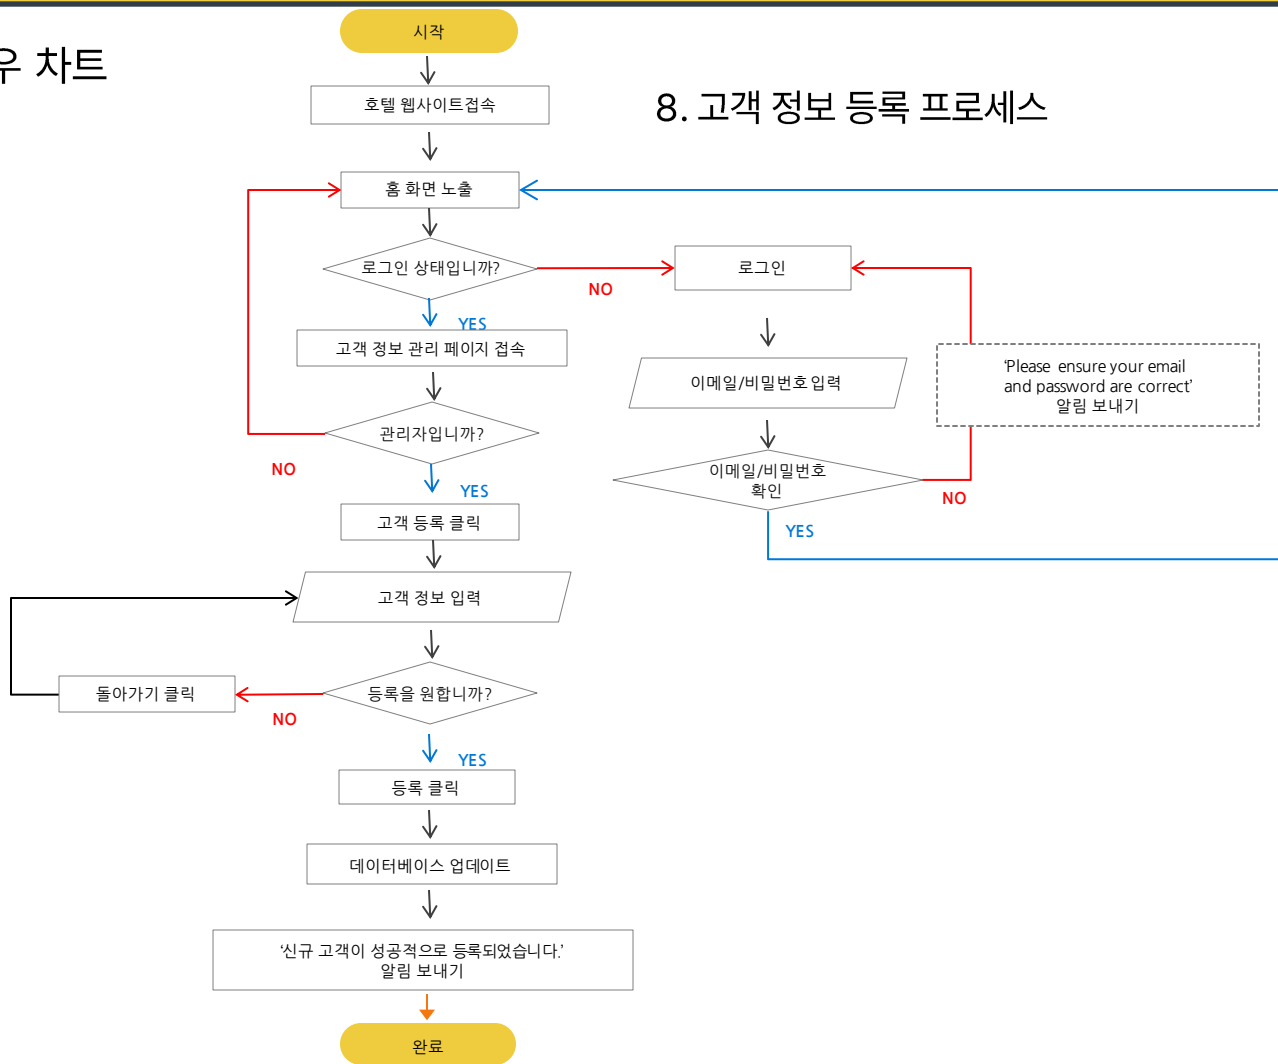 우 차트
8. 고객 정보 등록 프로세스
시작
호텔 웹사이트접속
홈 화면 노출
로그인 상태입니까?
NO
로그인
YES
고객 정보 관리 페이지 접속
이메일/비밀번호 입력
'Please ensure your email
and password are correct'
알림 보내기
관리자입니까?
NO
YES
이메일/비밀번호
확인
NO
YES
고객 등록 클릭
고객 정보 입력
등록을 원합니까?
돌아가기 클릭
NO
YES
등록 클릭
데이터베이스 업데이트
'신규 고객이 성공적으로 등록되었습니다.'
알림 보내기
완료